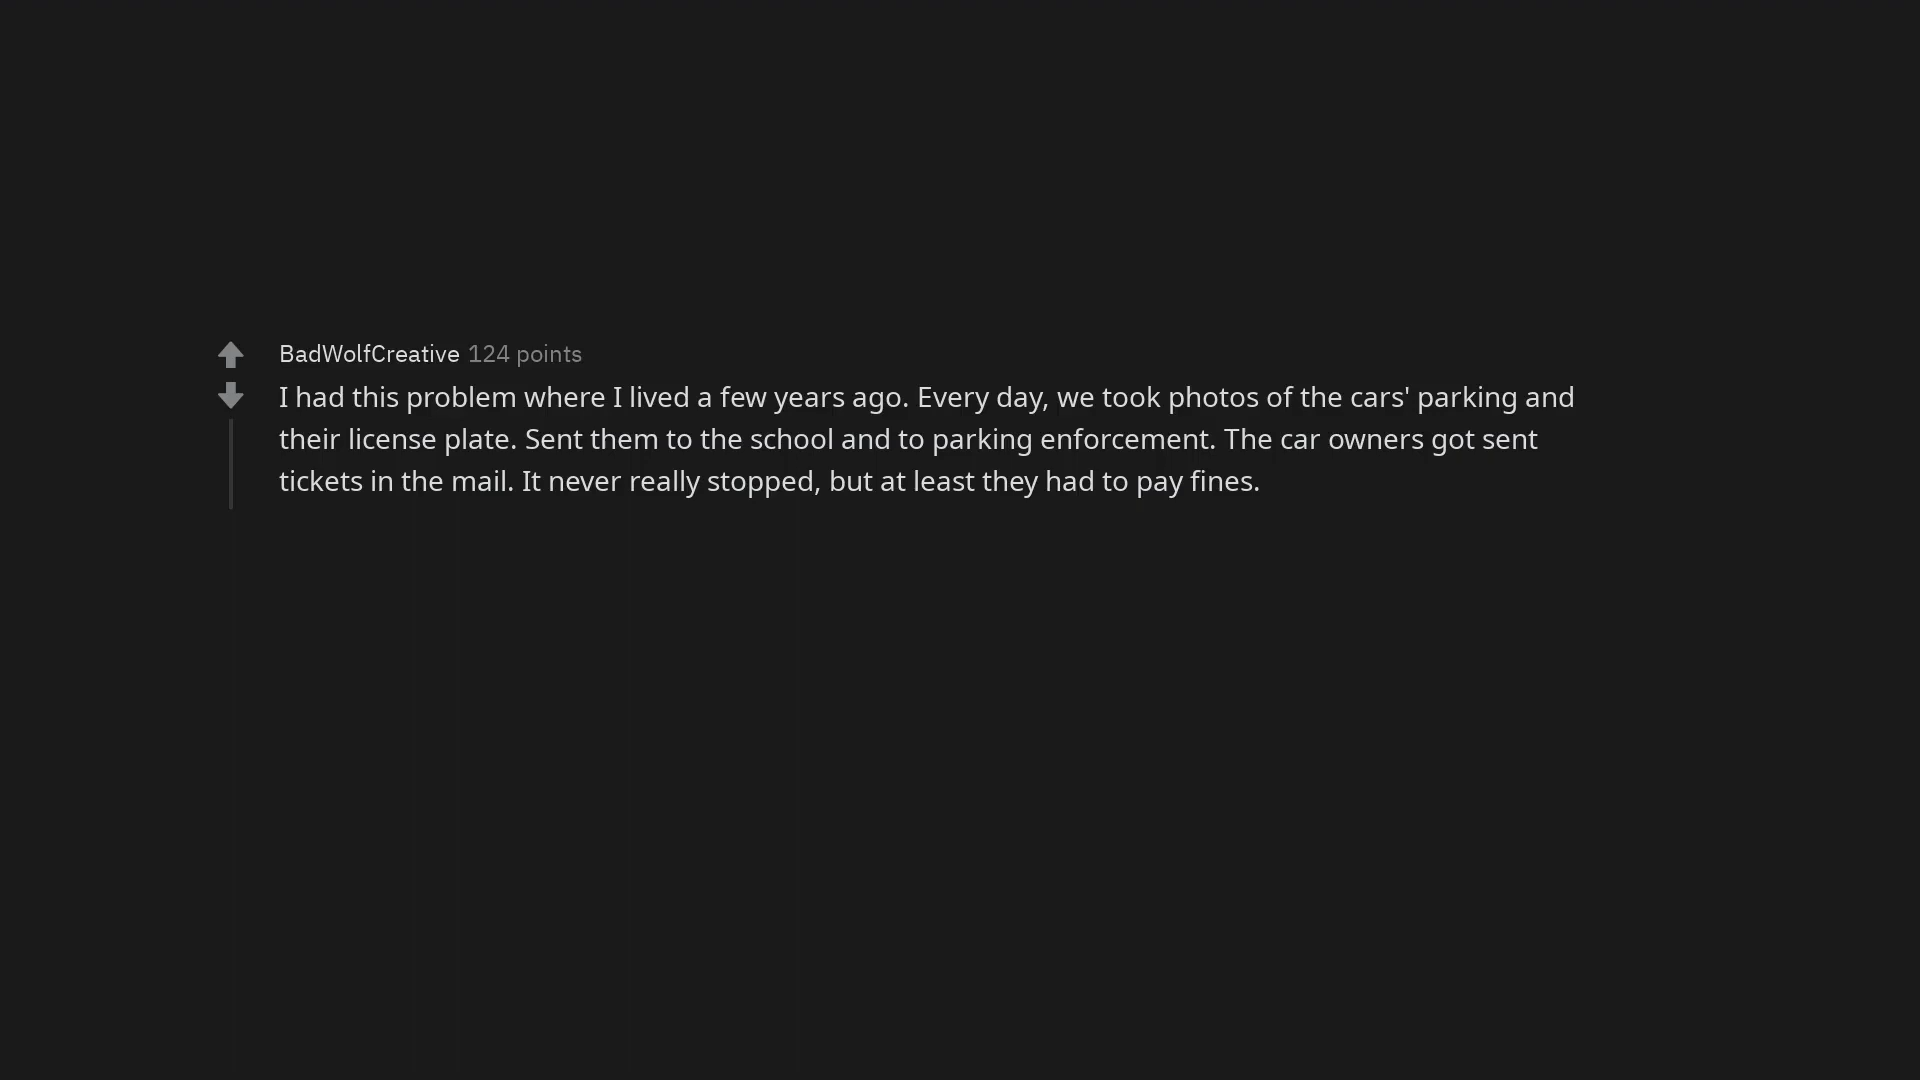 BadWolfCreative 124 points
I had this problem where I lived a few years ago. Every day, we took photos of the cars' parking and
their license plate. Sent them to the school and to parking enforcement. The car owners got sent
tickets in the mail. It never really stopped, but at least they had to pay fines.